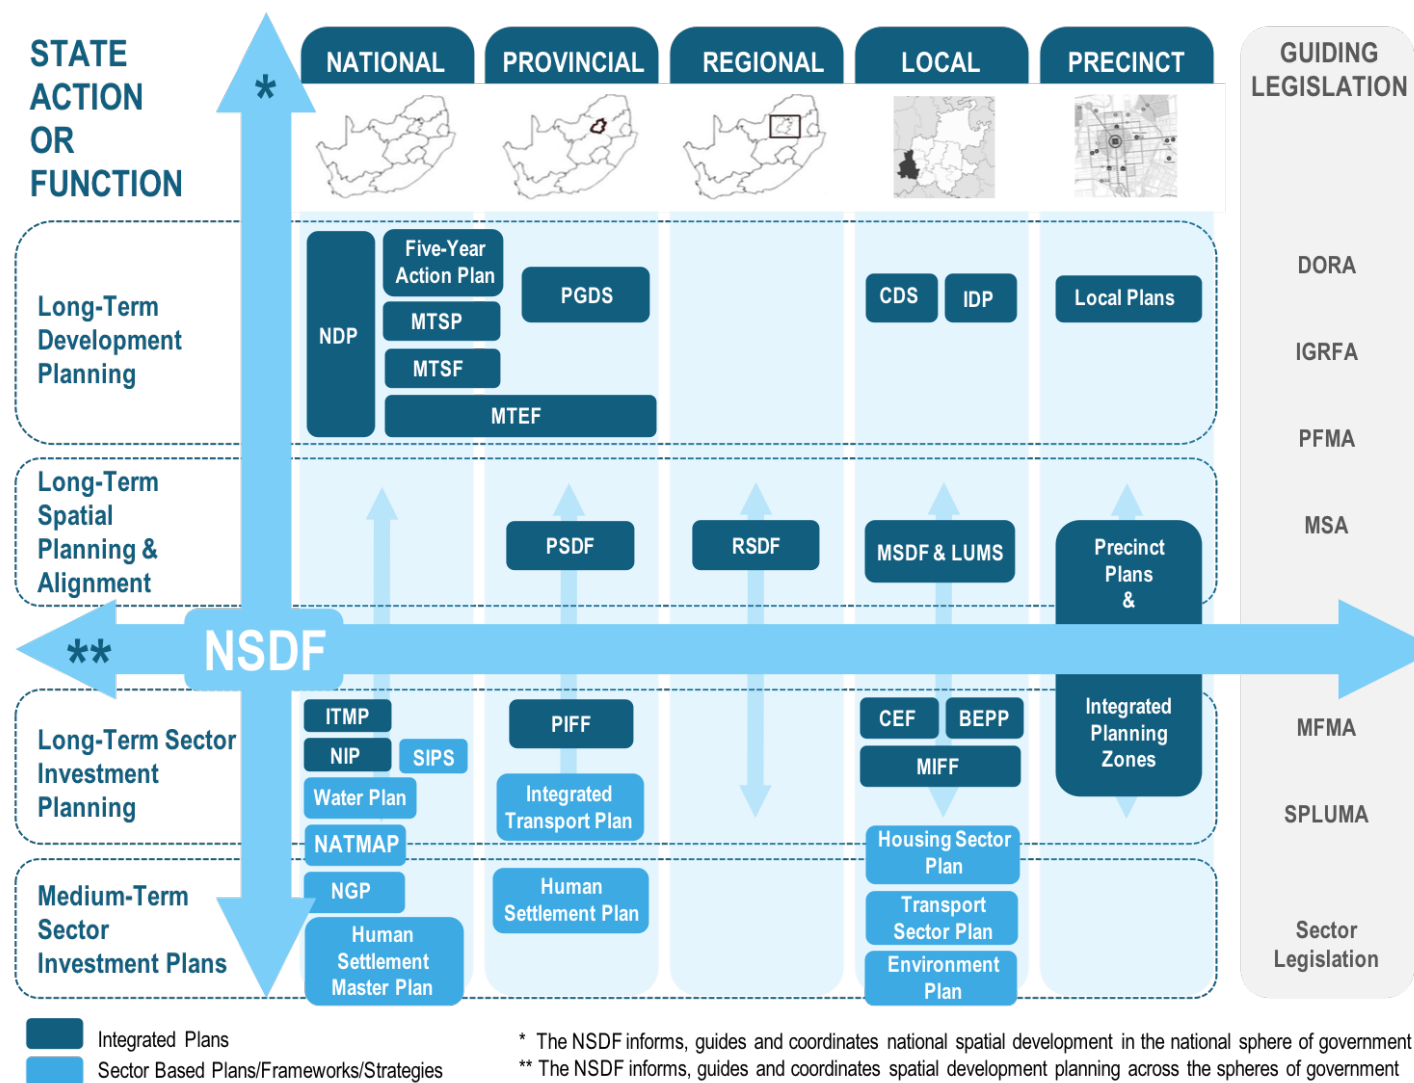 STATE
ACTION
OR
FUNCTION
*
NATIONAL
PROVINCIAL
REGIONAL
LOCAL
PRECINCT
GUIDING
LEGISLATION
Long-Term
Development
Planning
NDP
Five-Year
Action Plan
MTSP
MTSF
MTEF
PGDS
CDS
IDP
Local Plans
DORA
IGRFA
PFMA
Long-Term
Spatial
Planning &
Alignment
PSDF
RSDF
MSDF & LUMS
Precinct
Plans
&
MSA
**
NSDF
Long-Term Sector
Investment
Planning
ITMP
NIP
SIPS
Water Plan
NATMAP
PIFF
Integrated
Transport Plan
CEF
BEPP
MIFF
Housing Sector
Plan
Integrated
Planning
Zones
MFMA
SPLUMA
Medium-Term
Sector
Investment Plans
NGP
Human
Settlement
Master Plan
Human
Settlement Plan
Transport
Sector Plan
Environment
Plan
Sector
Legislation
Integrated Plans
Sector Based Plans/Frameworks/Strategies
* The NSDF informs, guides and coordinates national spatial development in the national sphere of government
** The NSDF informs, guides and coordinates spatial development planning across the spheres of government